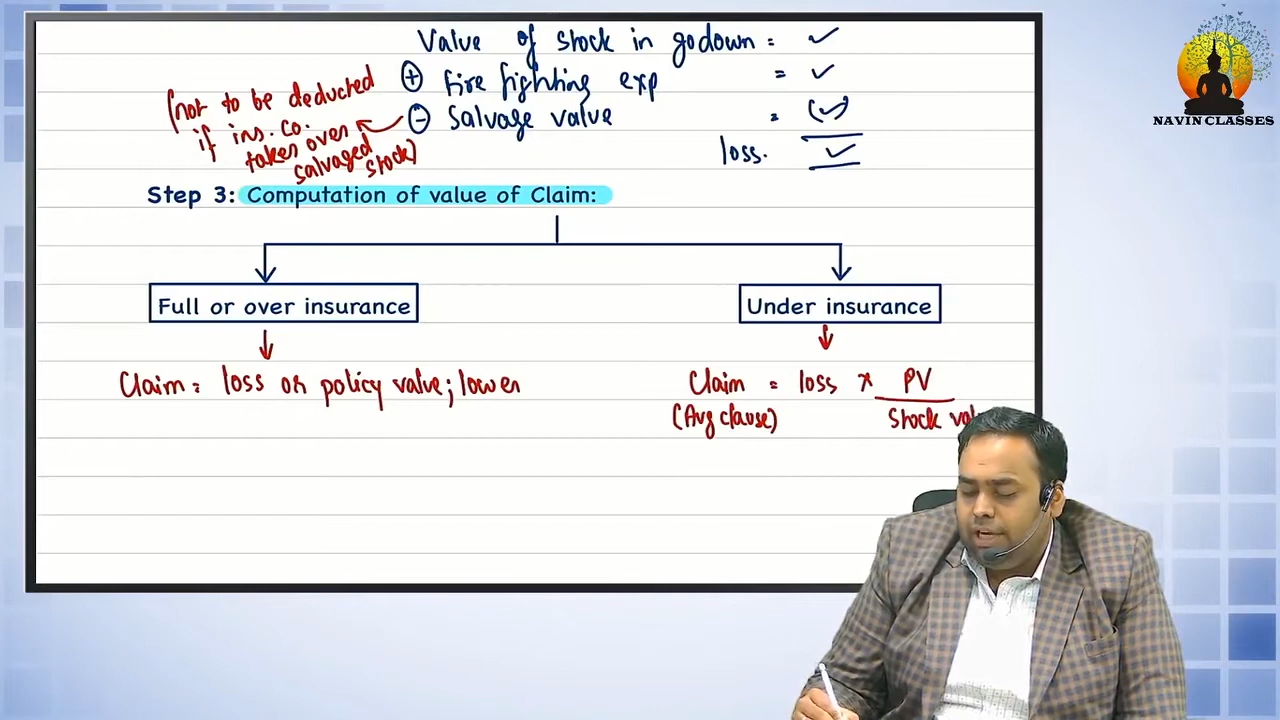 Value of stock in godown = ✓
⊕ fire fighting exp = ✓
⊖ Salvage value = (✓)
(not to be deducted
if ins. co.
takes over
salvaged
stock)
loss. ✓
NAVIN CLASSES
Step 3: Computation of value of Claim:
Full or over insurance
Under insurance
Claim = loss or policy value; lower
Claim = loss × PV
(Avg clause) Stock